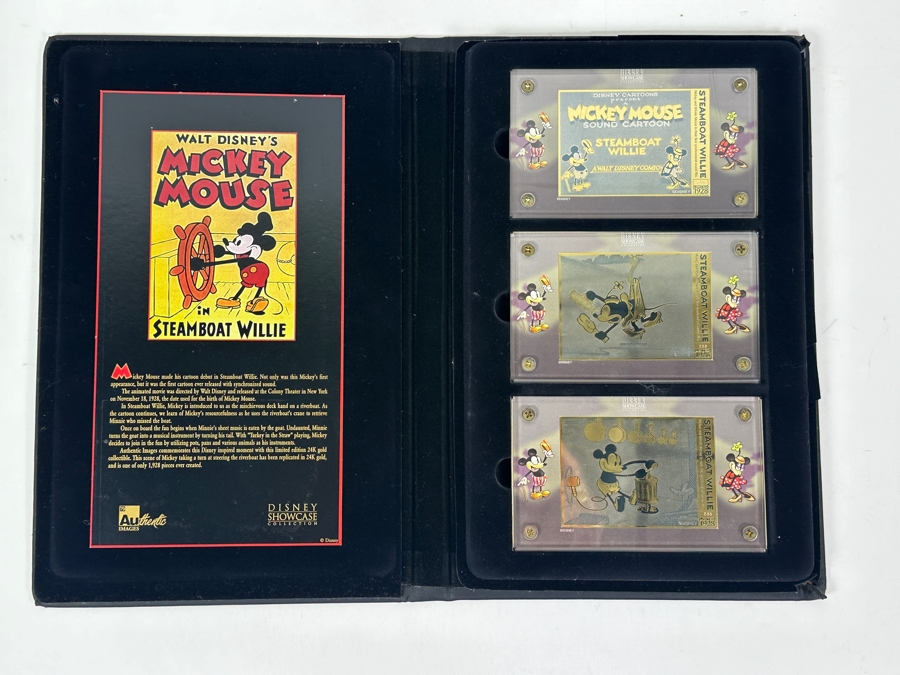 WALT DISNEY'S
MICKEY
MOUSE
IN
STEAMBOAT WILLIE
Mickey Mouse made his cartoon debut in Steamboat Willie. Not only was this Mickey's first
appearance, but it was the first cartoon ever released with synchronized sound.
The animated movie was directed by Walt Disney and released at the Colony Theater in New York
on November 18, 1928, the date used for the birth of Mickey Mouse.
In Steamboat Willie, Mickey is introduced to us as the mischievous deck hand on a riverboat. As
the cartoon continues, we learn of Mickey's resourcefulness as he uses the riverboat's crane to retrieve
Minnie who missed the boat.
Once on board the fun begins when Minnie's sheet music is eaten by the goat. Undaunted, Minnie
turns the goat into a musical instrument by turning his tail. With "Turkey in the Straw" playing, Mickey
decides to join in the fun by utilizing pots, pans and various animals as his instruments.
Authentic Images commemorates this Disney inspired moment with this limited edition 24K gold
collectible. This scene of Mickey taking a turn at steering the riverboat has been replicated in 24K gold,
and is one of only 1,928 pieces ever created.
Authentic
IMAGES
DISNEY
SHOWCASE
COLLECTION
© Disney
DISNEY
SHOWCASE
DISNEY CARTOONS
presents
MICKEY MOUSE
SOUND CARTOON
STEAMBOAT
WILLIE
A WALT DISNEY COMIC
STEAMBOAT WILLIE
1928
©DISNEY
DISNEY
SHOWCASE
STEAMBOAT WILLIE
©DISNEY
DISNEY
SHOWCASE
STEAMBOAT WILLIE
©DISNEY